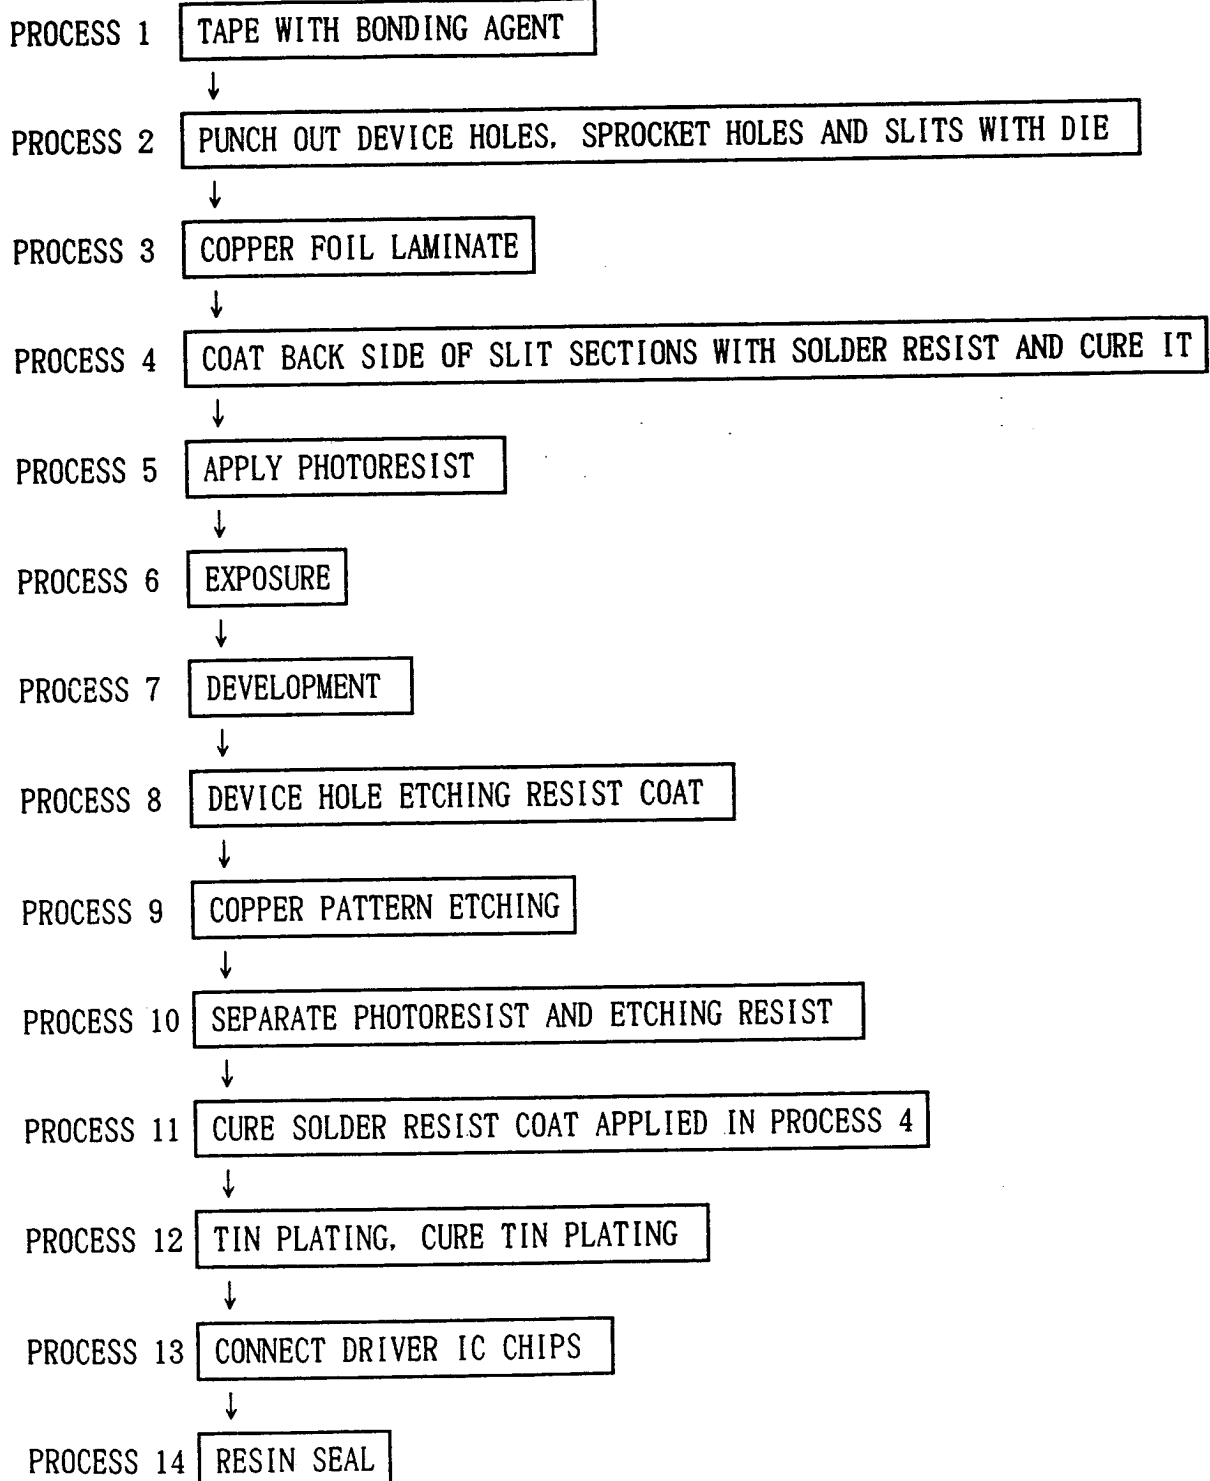 PROCESS 1 TAPE WITH BONDING AGENT
PROCESS 2 PUNCH OUT DEVICE HOLES, SPROCKET HOLES AND SLITS WITH DIE
PROCESS 3 COPPER FOIL LAMINATE
PROCESS 4 COAT BACK SIDE OF SLIT SECTIONS WITH SOLDER RESIST AND CURE IT
PROCESS 5 APPLY PHOTORESIST
PROCESS 6 EXPOSURE
PROCESS 7 DEVELOPMENT
PROCESS 8 DEVICE HOLE ETCHING RESIST COAT
PROCESS 9 COPPER PATTERN ETCHING
PROCESS 10 SEPARATE PHOTORESIST AND ETCHING RESIST
PROCESS 11 CURE SOLDER RESIST COAT APPLIED IN PROCESS 4
PROCESS 12 TIN PLATING, CURE TIN PLATING
PROCESS 13 CONNECT DRIVER IC CHIPS
PROCESS 14 RESIN SEAL